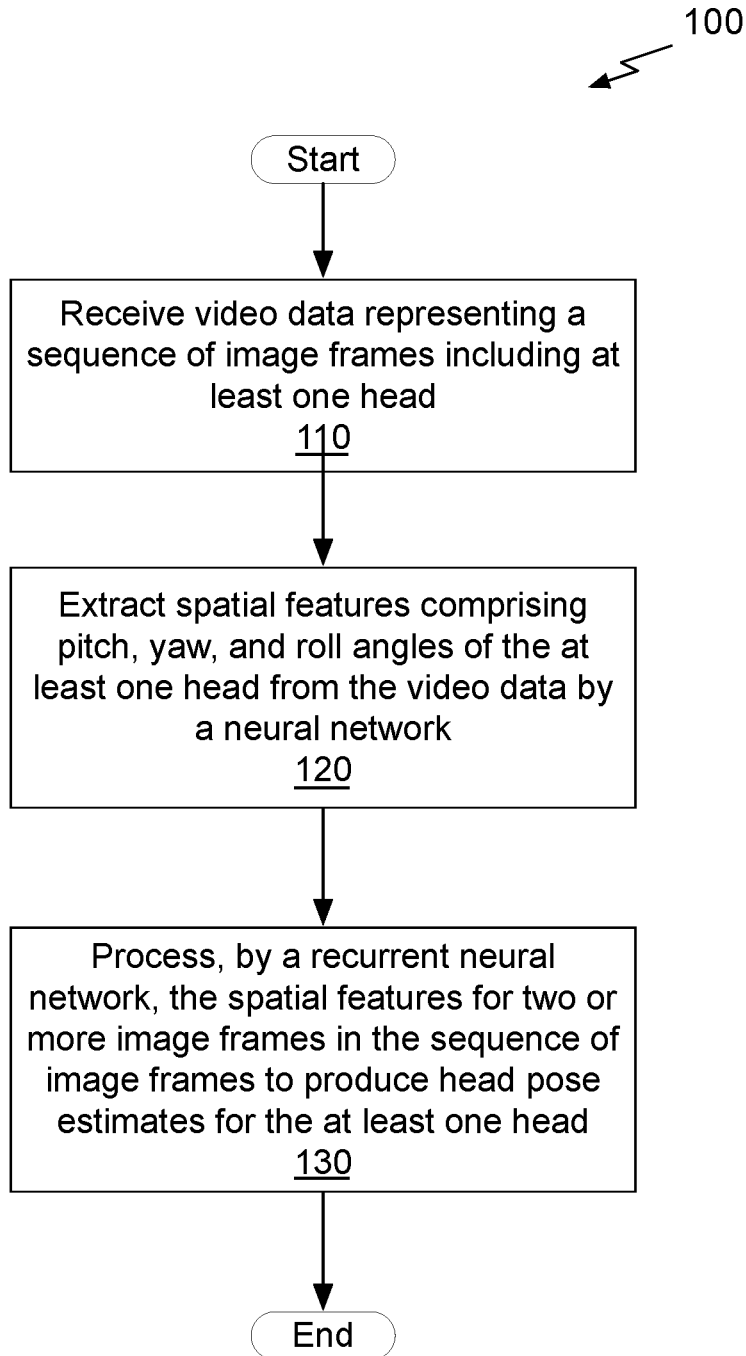 100
Start
Receive video data representing a
sequence of image frames including at
least one head
110
Extract spatial features comprising
pitch, yaw, and roll angles of the at
least one head from the video data by
a neural network
120
Process, by a recurrent neural
network, the spatial features for two or
more image frames in the sequence of
image frames to produce head pose
estimates for the at least one head
130
End